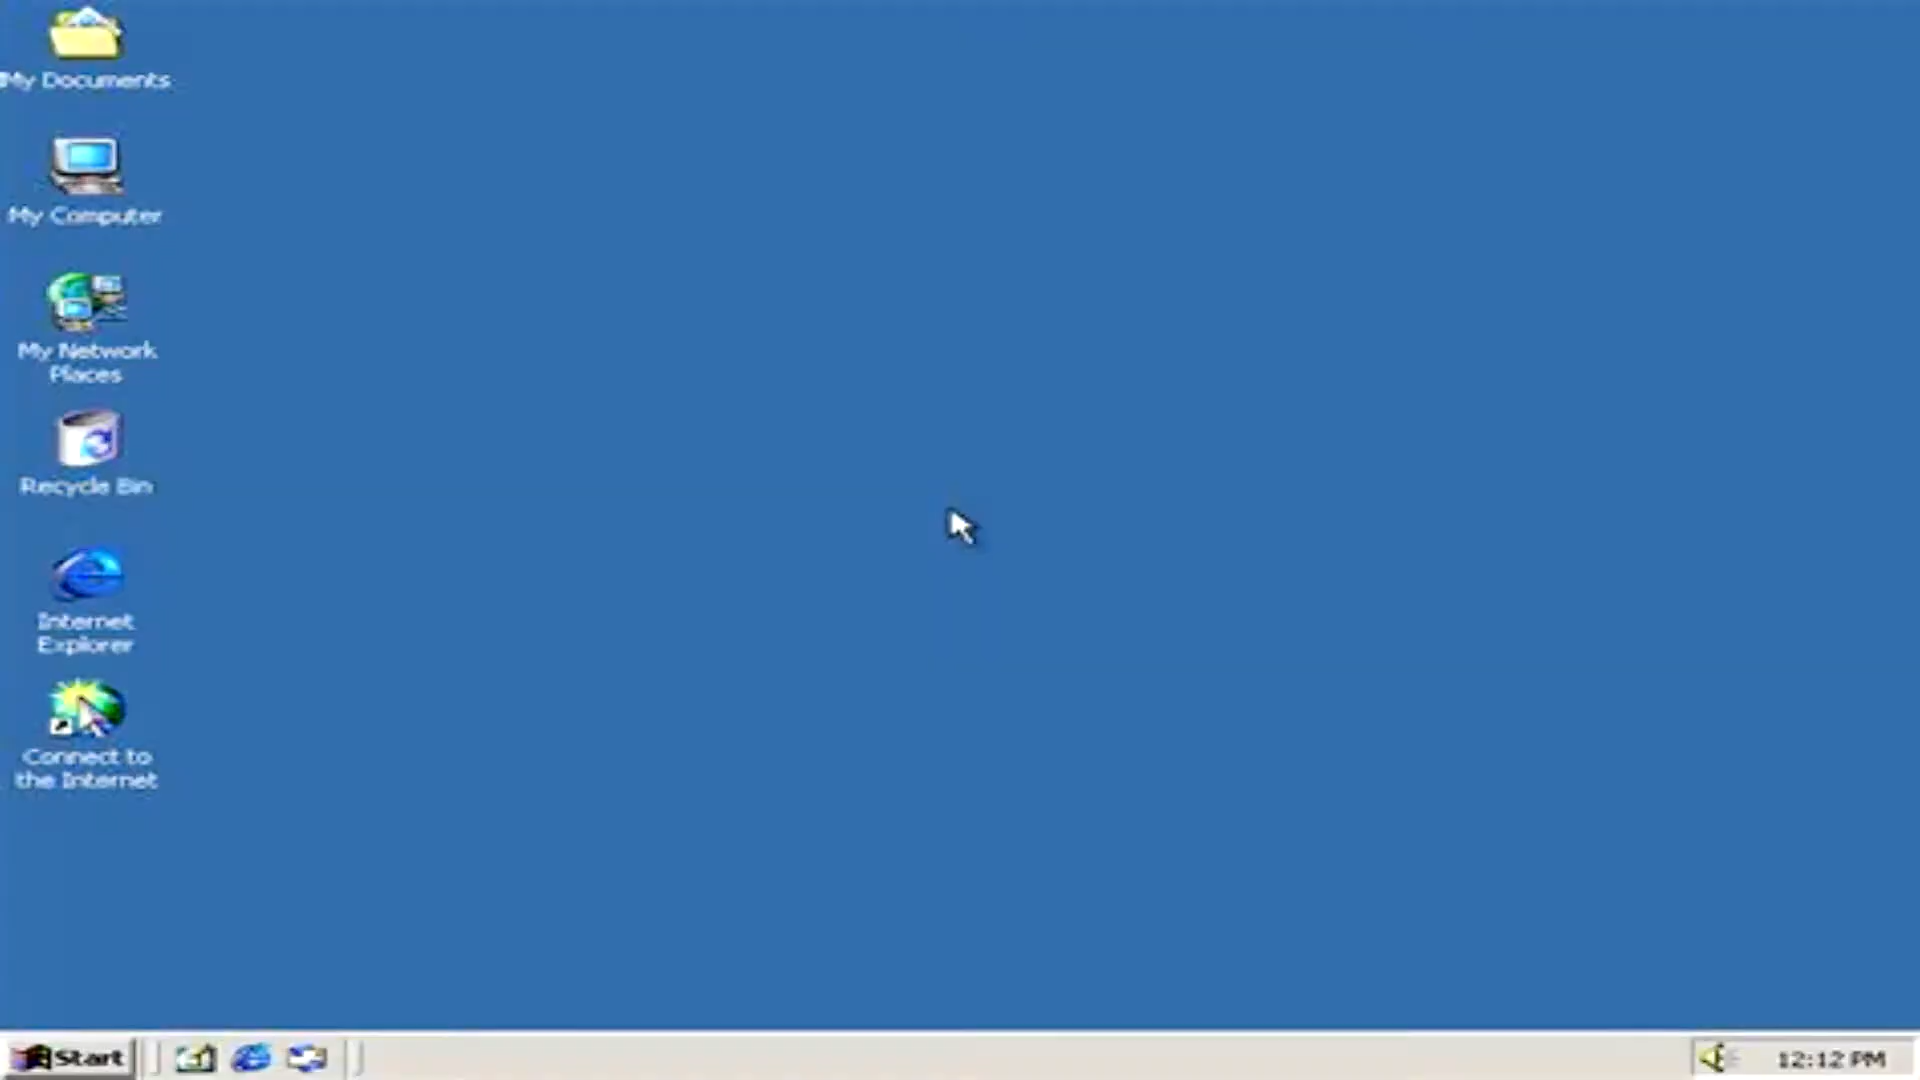 My Documents
My Computer
My Network
Places
Recycle Bin
Internet
Explorer
Connect to
the Internet
Start
12:12 PM